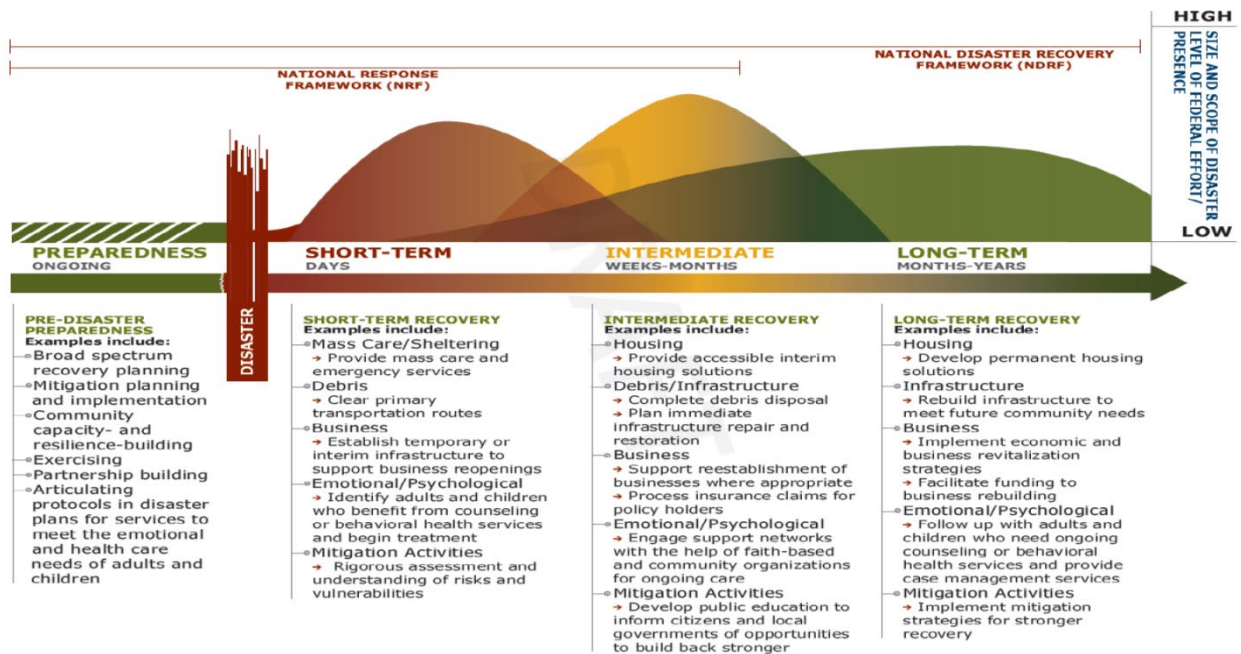 HIGH
SIZE AND SCOPE OF DISASTER
LEVEL OF FEDERAL EFFORT/
PRESENCE
LOW
NATIONAL DISASTER RECOVERY
FRAMEWORK (NDRF)
NATIONAL RESPONSE
FRAMEWORK (NRF)
DRAFT
PREPAREDNESS
ONGOING
SHORT-TERM
DAYS
INTERMEDIATE
WEEKS-MONTHS
LONG-TERM
MONTHS-YEARS
DISASTER
PRE-DISASTER
PREPAREDNESS
Examples include:
Broad spectrum
recovery planning
Mitigation planning
and implementation
Community
capacity- and
resilience-building
Exercising
Partnership building
Articulating
protocols in disaster
plans for services to
meet the emotional
and health care
needs of adults and
children
SHORT-TERM RECOVERY
Examples include:
Mass Care/Sheltering
→ Provide mass care and
emergency services
Debris
→ Clear primary
transportation routes
Business
→ Establish temporary or
interim infrastructure to
support business reopenings
Emotional/Psychological
→ Identify adults and children
who benefit from counseling
or behavioral health services
and begin treatment
Mitigation Activities
→ Rigorous assessment and
understanding of risks and
vulnerabilities
INTERMEDIATE RECOVERY
Examples include:
Housing
→ Provide accessible interim
housing solutions
Debris/Infrastructure
→ Complete debris disposal
→ Plan immediate
infrastructure repair and
restoration
Business
→ Support reestablishment of
businesses where appropriate
→ Process insurance claims for
policy holders
Emotional/Psychological
→ Engage support networks
with the help of faith-based
and community organizations
for ongoing care
Mitigation Activities
→ Develop public education to
inform citizens and local
governments of opportunities
to build back stronger
LONG-TERM RECOVERY
Examples include:
Housing
→ Develop permanent housing
solutions
Infrastructure
→ Rebuild infrastructure to
meet future community needs
Business
→ Implement economic and
business revitalization
strategies
→ Facilitate funding to
business rebuilding
Emotional/Psychological
→ Follow up with adults and
children who need ongoing
counseling or behavioral
health services and provide
case management services
Mitigation Activities
→ Implement mitigation
strategies for stronger
recovery